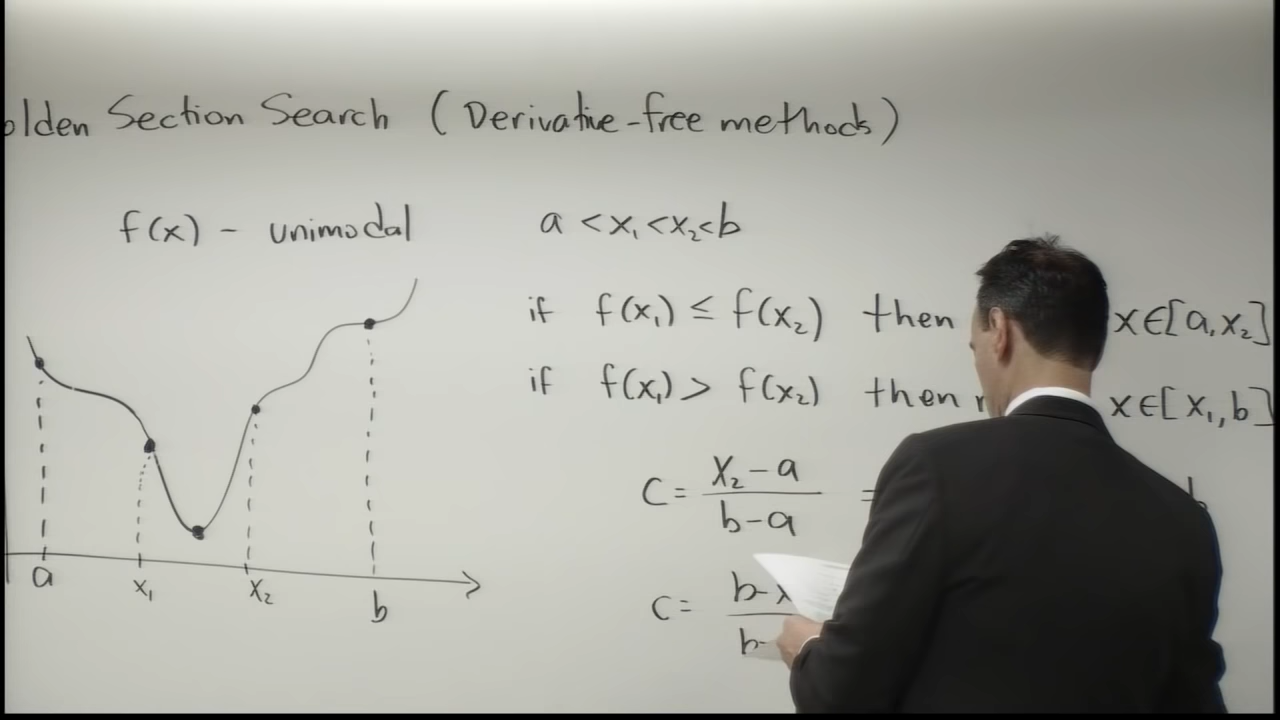 olden Section Search (Derivative-free methods)
f(x) - unimodal
a < x₁ < x₂ < b
if f(x₁) ≤ f(x₂) then x∈[a, x₂]
if f(x₁) > f(x₂) then x∈[x₁, b]
C = (x₂ - a)/(b - a) =
C = b-
b-
a x₁ x₂ b